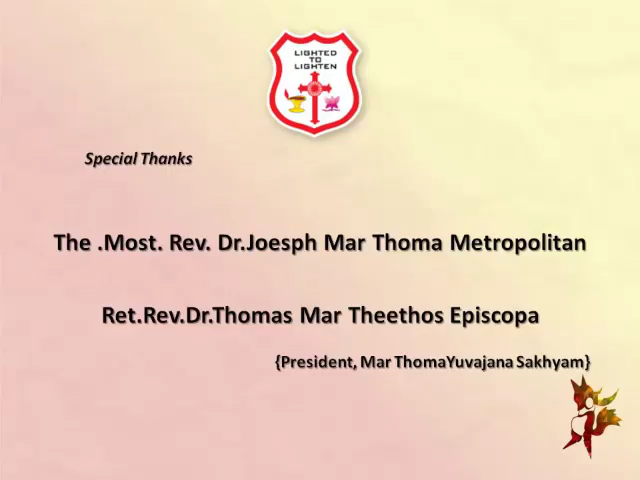 LIGHTED
TO
LIGHTEN
Special Thanks
The .Most. Rev. Dr.Joesph Mar Thoma Metropolitan
Ret.Rev.Dr.Thomas Mar Theethos Episcopa
{President, Mar ThomaYuvajana Sakhyam}